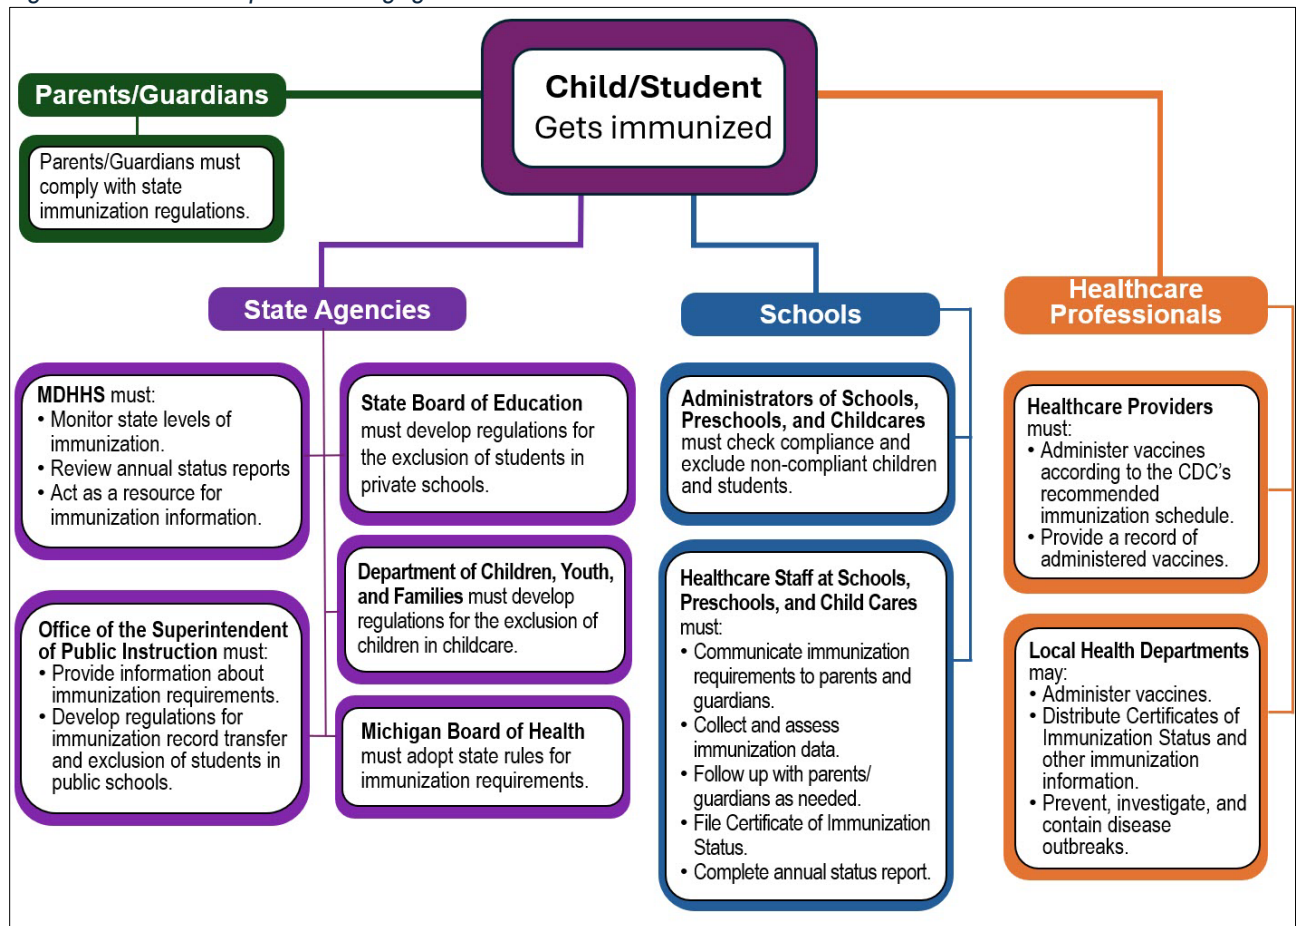 Child/Student
Gets immunized
Parents/Guardians
Parents/Guardians must
comply with state
immunization regulations.
State Agencies
MDHHS must:
• Monitor state levels of
immunization.
• Review annual status reports
• Act as a resource for
immunization information.
State Board of Education
must develop regulations for
the exclusion of students in
private schools.
Department of Children, Youth,
and Families must develop
regulations for the exclusion of
children in childcare.
Office of the Superintendent
of Public Instruction must:
• Provide information about
immunization requirements.
• Develop regulations for
immunization record transfer
and exclusion of students in
public schools.
Michigan Board of Health
must adopt state rules for
immunization requirements.
Schools
Administrators of Schools,
Preschools, and Childcares
must check compliance and
exclude non-compliant children
and students.
Healthcare Staff at Schools,
Preschools, and Child Cares
must:
• Communicate immunization
requirements to parents and
guardians.
• Collect and assess
immunization data.
• Follow up with parents/
guardians as needed.
• File Certificate of Immunization
Status.
• Complete annual status report.
Healthcare
Professionals
Healthcare Providers
must:
• Administer vaccines
according to the CDC’s
recommended
immunization schedule.
• Provide a record of
administered vaccines.
Local Health Departments
may:
• Administer vaccines.
• Distribute Certificates of
Immunization Status and
other immunization
information.
• Prevent, investigate, and
contain disease
outbreaks.